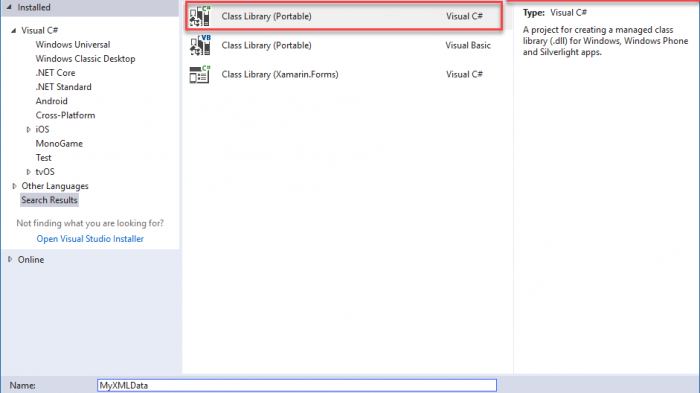 Installed
Visual C#
Windows Universal
Windows Classic Desktop
.NET Core
.NET Standard
Android
Cross-Platform
iOS
MonoGame
Test
tvOS
Other Languages
Search Results
Not finding what you are looking for?
Open Visual Studio Installer
Online
C#
Class Library (Portable) Visual C#
VB
Class Library (Portable) Visual Basic
C#
Class Library (Xamarin.Forms) Visual C#
Type: Visual C#
A project for creating a managed class
library (.dll) for Windows, Windows Phone
and Silverlight apps.
Name: MyXMLData